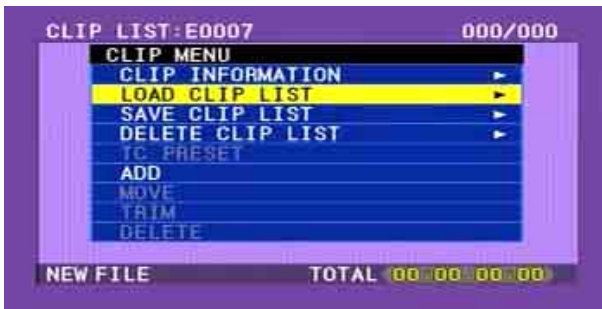 CLIP LIST:E0007 000/000
CLIP MENU
CLIP INFORMATION ►
LOAD CLIP LIST ►
SAVE CLIP LIST ►
DELETE CLIP LIST ►
TC PRESET
ADD
MOVE
TRIM
DELETE
NEW FILE TOTAL 00:00:00:00